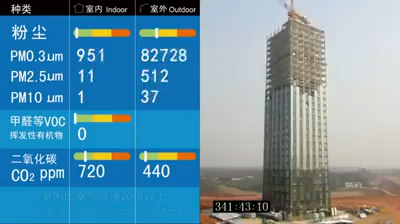 种类 室内 Indoor 室外 Outdoor
粉尘
PM0.3um 951 82728
PM2.5um 11 512
PM10 um 1 37
甲醛等VOC
挥发性有机物 0
二氧化碳
CO2 ppm 720 440
341:43:10